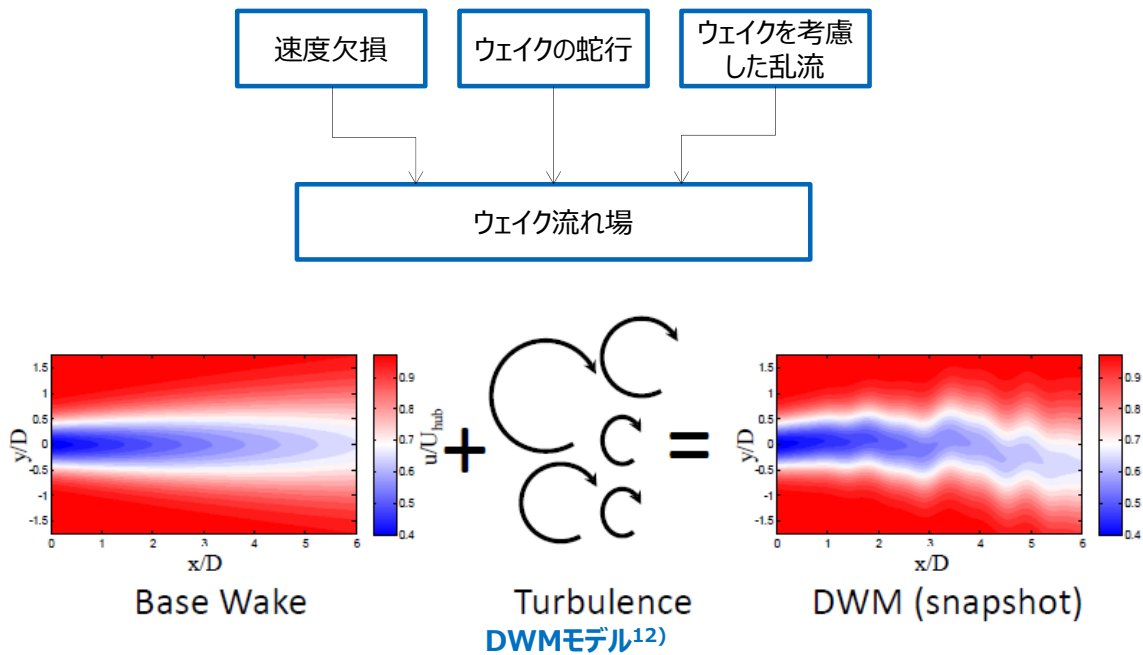 速度欠損
ウェイクの蛇行
ウェイクを考慮
した乱流
ウェイク流れ場
1.5
1
0.5
0
-0.5
-1
-1.5
y/D
0 1 2 3 4 5 6
x/D
0.9
0.8
0.7
0.6
0.5
0.4
u/Uhub
+
=
1.5
1
0.5
0
-0.5
-1
-1.5
y/D
0 1 2 3 4 5 6
x/D
0.9
0.8
0.7
0.6
0.5
0.4
Base Wake
Turbulence
DWM (snapshot)
DWMモデル12)